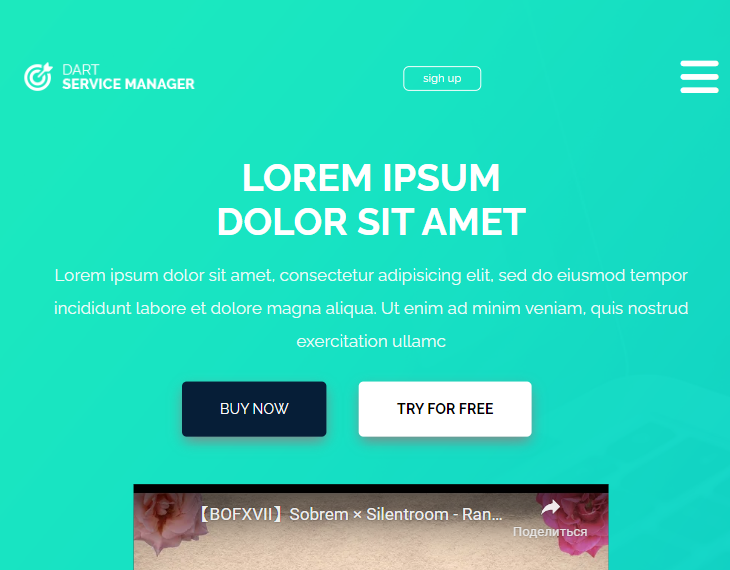 DART
SERVICE MANAGER
sigh up
LOREM IPSUM
DOLOR SIT AMET
Lorem ipsum dolor sit amet, consectetur adipisicing elit, sed do eiusmod tempor
incididunt labore et dolore magna aliqua. Ut enim ad minim veniam, quis nostrud
exercitation ullamc
BUY NOW
TRY FOR FREE
【BOFXVII】Sobrem × Silentroom - Ran...
Поделиться